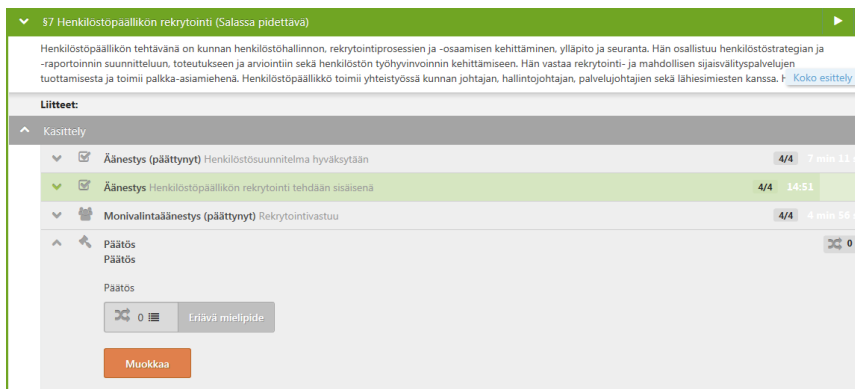 §7 Henkilöstöpäällikön rekrytointi (Salassa pidettävä)
Henkilöstöpäällikön tehtävänä on kunnan henkilöstöhallinnon, rekrytointiprosessien ja -osaamisen kehittäminen, ylläpito ja seuranta. Hän osallistuu henkilöstöstrategian ja
-raportoinnin suunnitteluun, toteutukseen ja arviointiin sekä henkilöstön työhyvinvoinnin kehittämiseen. Hän vastaa rekrytointi- ja mahdollisen sijaisvälityspalvelujen
tuottamisesta ja toimii palkka-asiamiehenä. Henkilöstöpäällikkö toimii yhteistyössä kunnan johtajan, hallintojohtajan, palvelujohtajien sekä lähiesimiesten kanssa. Koko esittely
Liitteet:
Käsittely
Äänestys (päättynyt) Henkilöstösuunnitelma hyväksytään 4/4 7 min 11 s
Äänestys Henkilöstöpäällikön rekrytointi tehdään sisäisenä 4/4 14:51
Monivalintaäänestys (päättynyt) Rekrytointivastuu 4/4 4 min 56 s
Päätös 0
Päätös
Päätös
0 Eriävä mielipide
Muokkaa